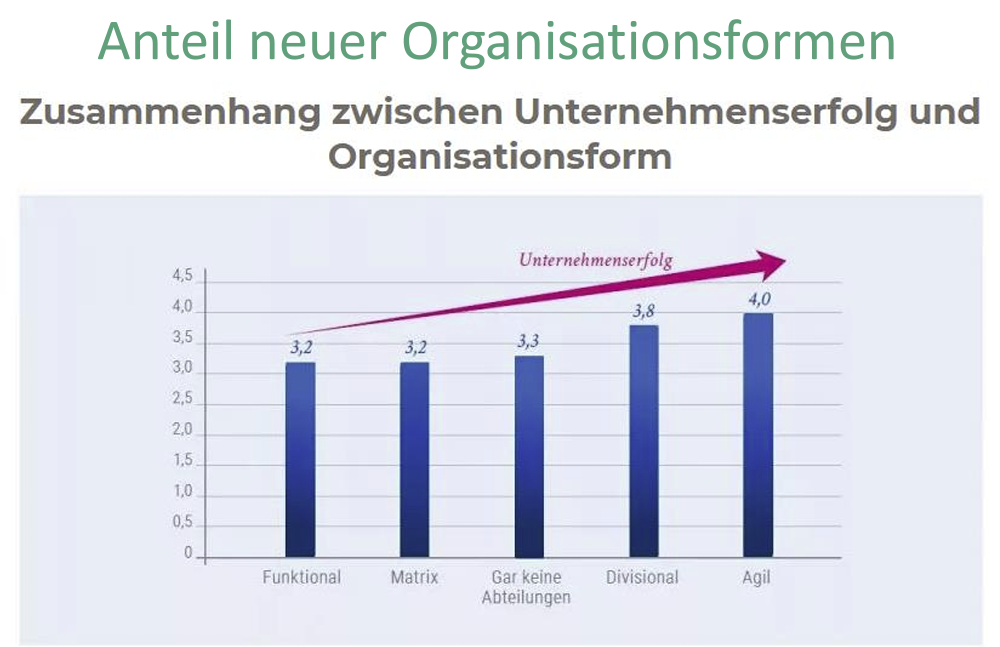 Anteil neuer Organisationsformen
Zusammenhang zwischen Unternehmenserfolg und
Organisationsform
Unternehmenserfolg
4,5
4,0
3,5
3,0
2,5
2,0
1,5
1,0
0,5
0
3,2
3,2
3,3
3,8
4,0
Funktional
Matrix
Gar keine
Abteilungen
Divisional
Agil